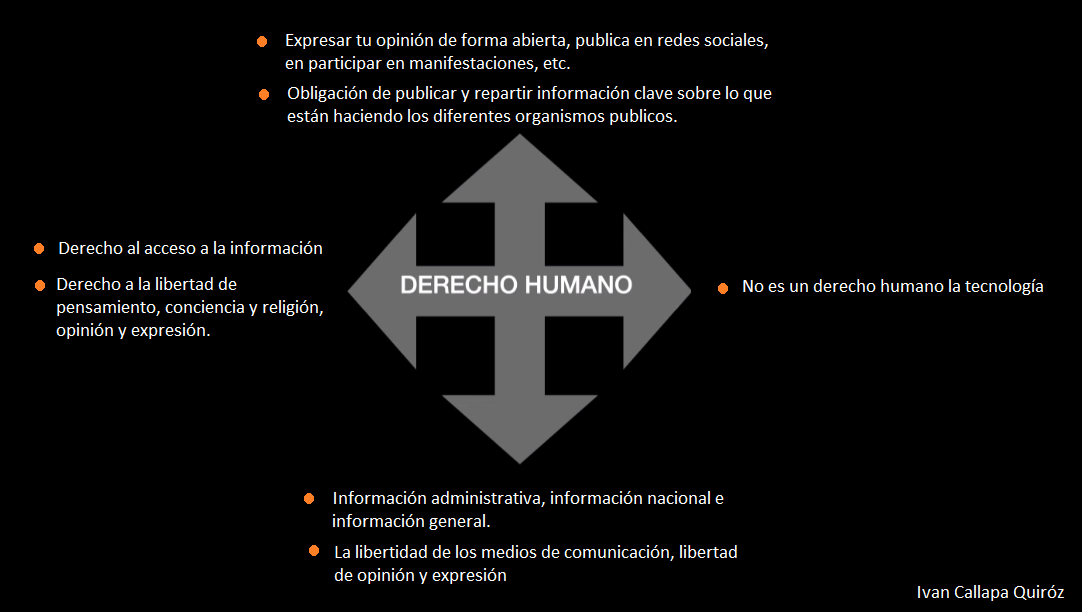 Expresar tu opinión de forma abierta, publica en redes sociales,
en participar en manifestaciones, etc.
Obligación de publicar y repartir información clave sobre lo que
están haciendo los diferentes organismos publicos.
Derecho al acceso a la información
Derecho a la libertad de
pensamiento, conciencia y religión,
opinión y expresión.
DERECHO HUMANO
No es un derecho humano la tecnología
Información administrativa, información nacional e
información general.
La libertidad de los medios de comunicación, libertad
de opinión y expresión
Ivan Callapa Quiróz